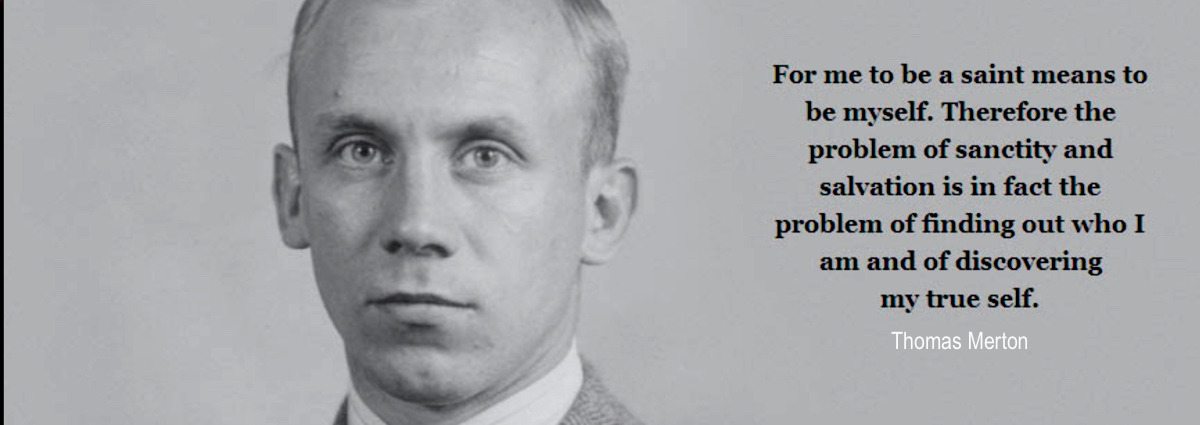 For me to be a saint means to
be myself. Therefore the
problem of sanctity and
salvation is in fact the
problem of finding out who I
am and of discovering
my true self.
Thomas Merton